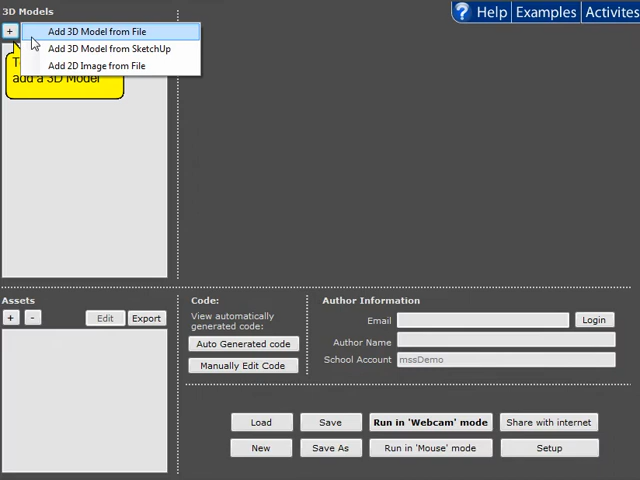 3D Models
? Help Examples Activites
+
Add 3D Model from File
Add 3D Model from SketchUp
Add 2D Image from File
add a 3D Model
Assets
+ - Edit Export
Code:
View automatically
generated code:
Auto Generated code
Manually Edit Code
Author Information
Email Login
Author Name
School Account mssDemo
Load Save Run in 'Webcam' mode Share with internet
New Save As Run in 'Mouse' mode Setup